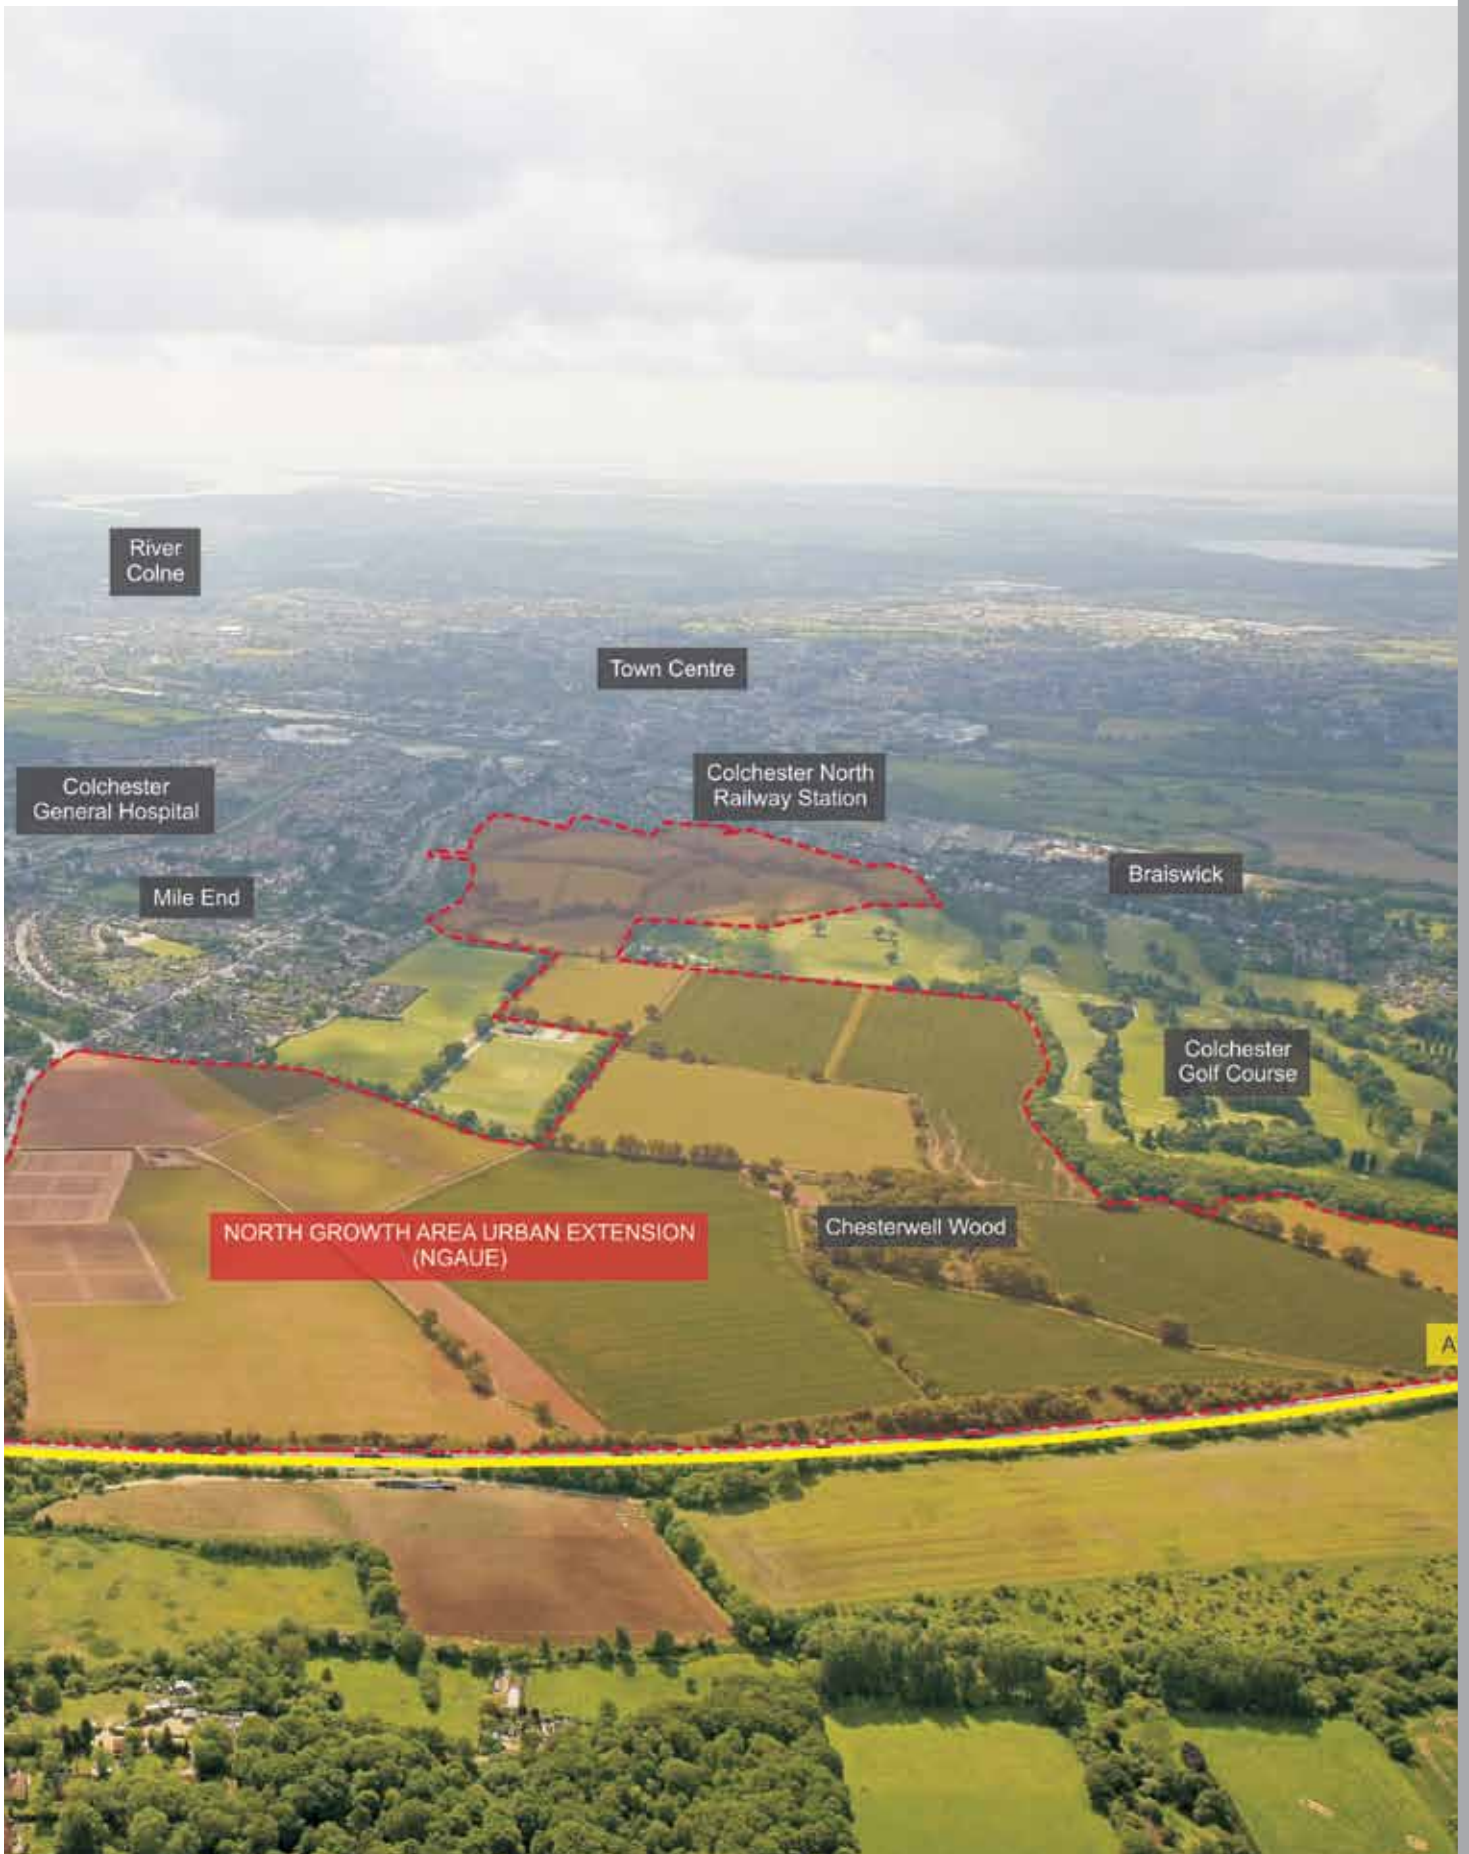 River
Colne
Town Centre
Colchester North
Railway Station
Colchester
General Hospital
Braiswick
Mile End
Colchester
Golf Course
Chesterwell Wood
NORTH GROWTH AREA URBAN EXTENSION
(NGAUE)
A